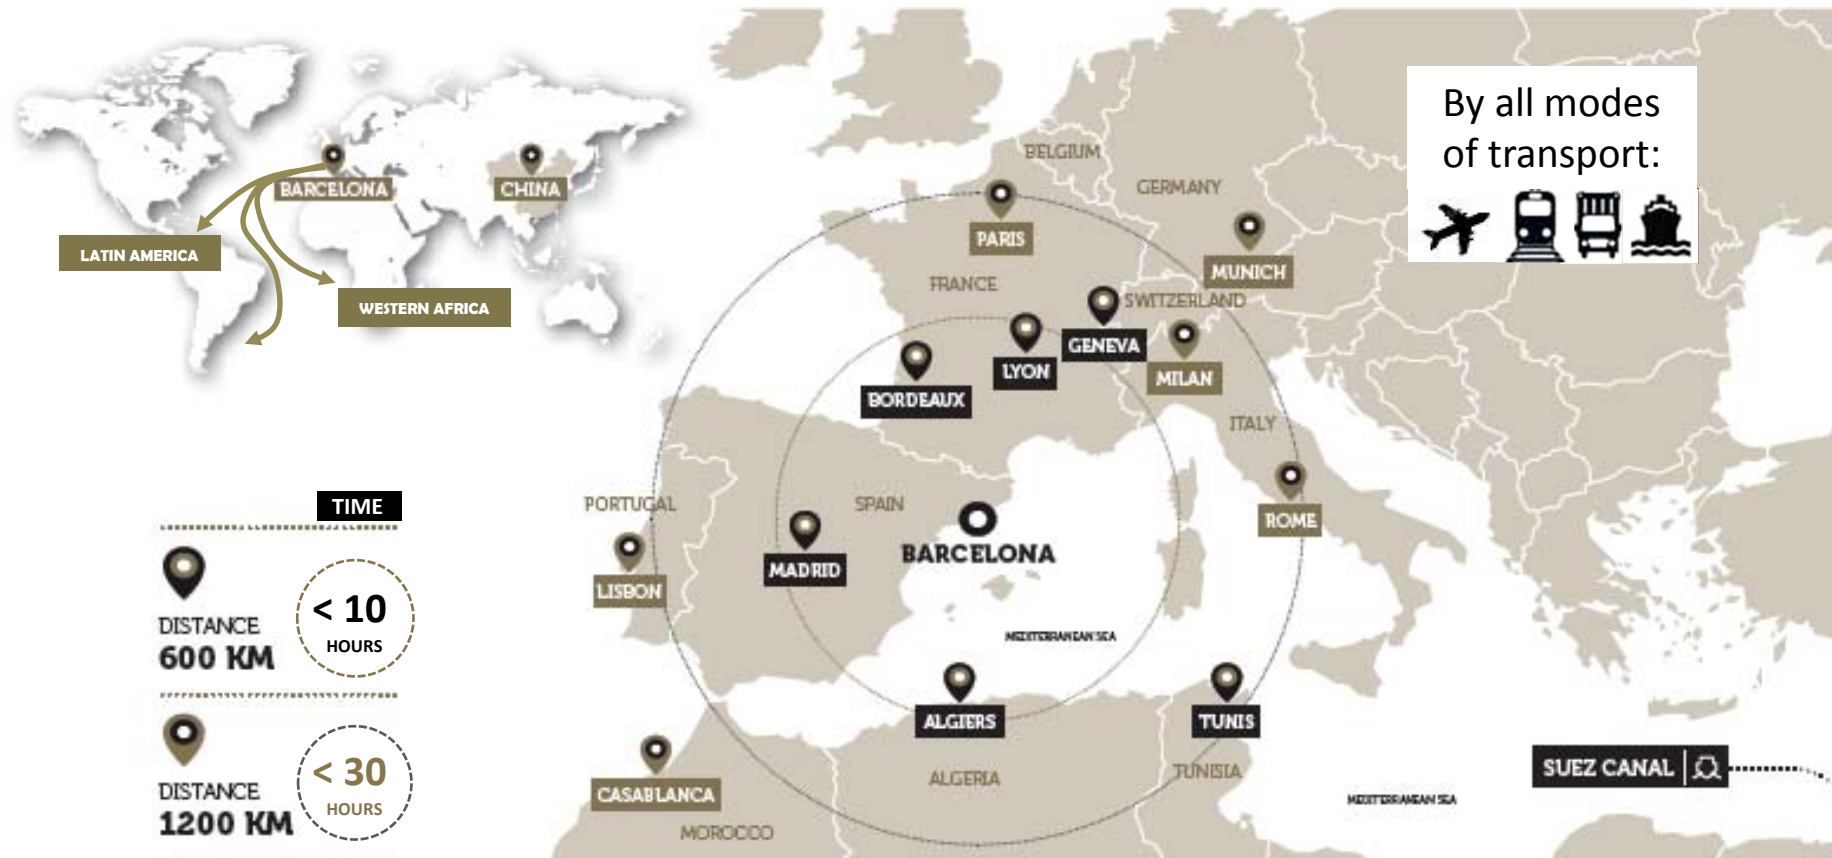 BARCELONA
CHINA
LATIN AMERICA
WESTERN AFRICA
By all modes
of transport:
BELGIUM
GERMANY
PARIS
MUNICH
FRANCE
SWITZERLAND
GENEVA
LYON
MILAN
BORDEAUX
ITALY
PORTUGAL
SPAIN
ROME
BARCELONA
MADRID
LISBON
MEDITERRANEAN SEA
ALGIERS
TUNIS
SUEZ CANAL
ALGERIA
TUNISIA
CASABLANCA
MEDITERRANEAN SEA
MOROCCO
TIME
DISTANCE
600 KM
< 10
HOURS
DISTANCE
1200 KM
< 30
HOURS